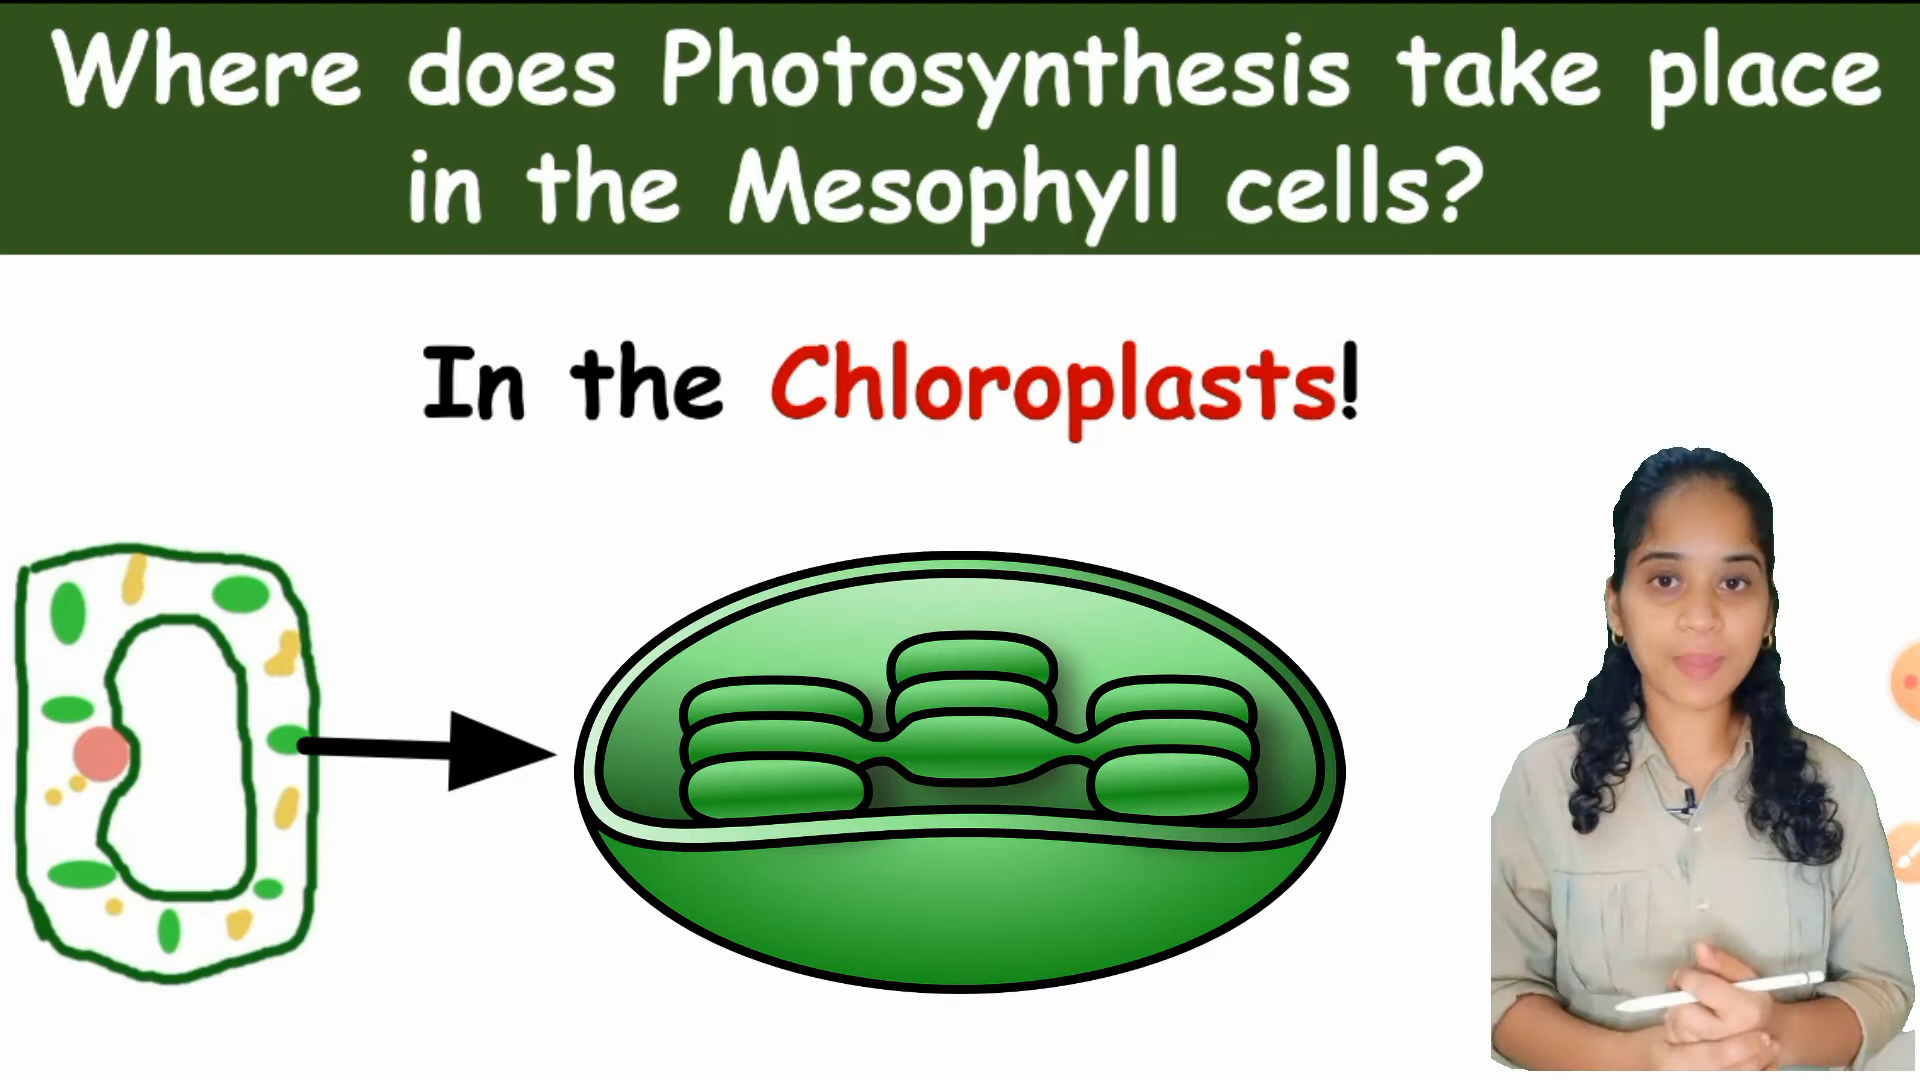 Where does Photosynthesis take place
in the Mesophyll cells?
In the Chloroplasts!